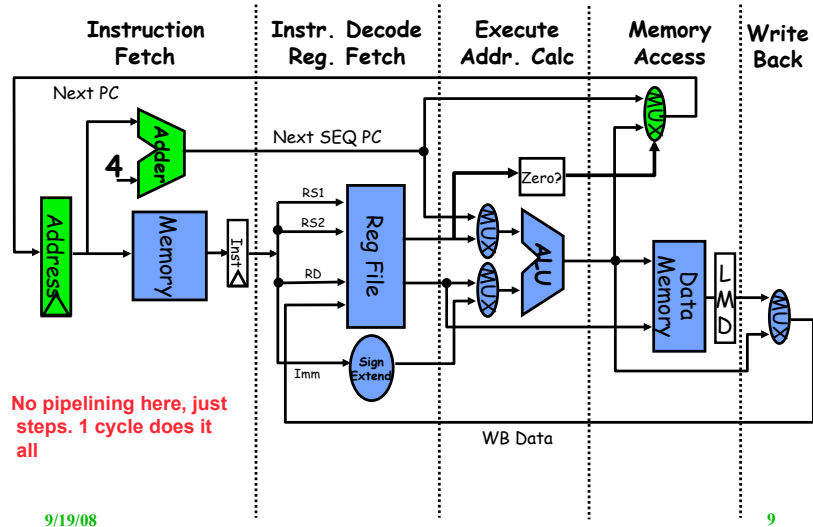 Instruction
Fetch
Instr. Decode
Reg. Fetch
Execute
Addr. Calc
Memory
Access
Write
Back
Next PC
MUX
Adder
Next SEQ PC
4
Zero?
RS1
RS2
Address
Memory
Inst
Reg File
MUX
ALU
MUX
RD
Data
Memory
L
M
D
MUX
Imm
Sign
Extend
No pipelining here, just
steps. 1 cycle does it
all
WB Data
9/19/08
9